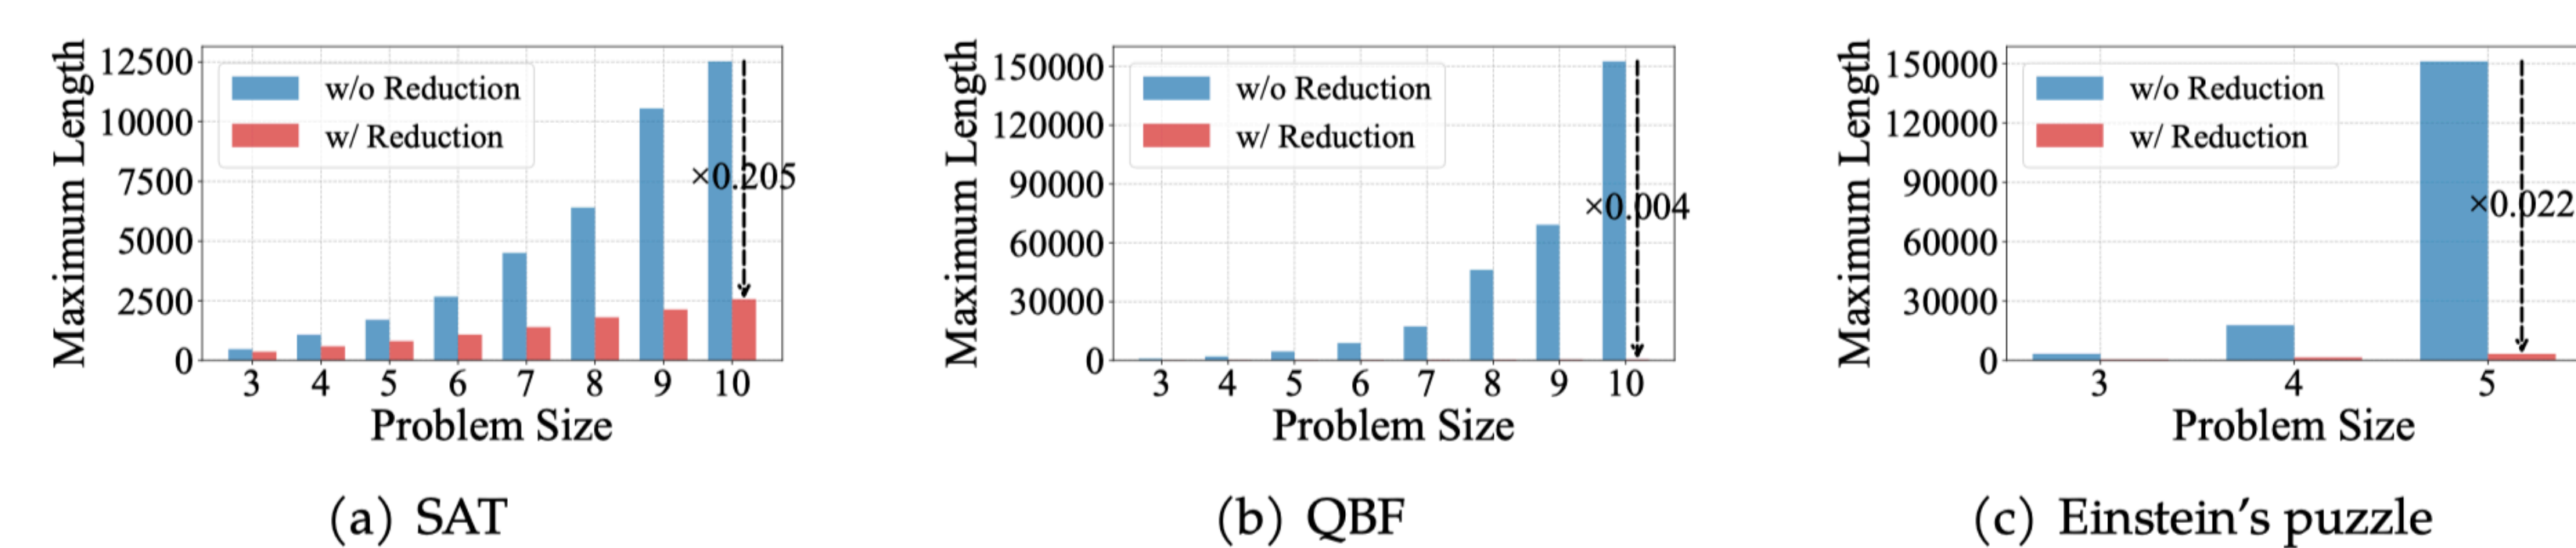 Maximum Length
12500
10000
7500
5000
2500
0
w/o Reduction
w/ Reduction
×0.205
3 4 5 6 7 8 9 10
Problem Size
(a) SAT
Maximum Length
150000
120000
90000
60000
30000
0
w/o Reduction
w/ Reduction
×0.004
3 4 5 6 7 8 9 10
Problem Size
(b) QBF
Maximum Length
150000
120000
90000
60000
30000
0
w/o Reduction
w/ Reduction
×0.022
3 4 5
Problem Size
(c) Einstein’s puzzle